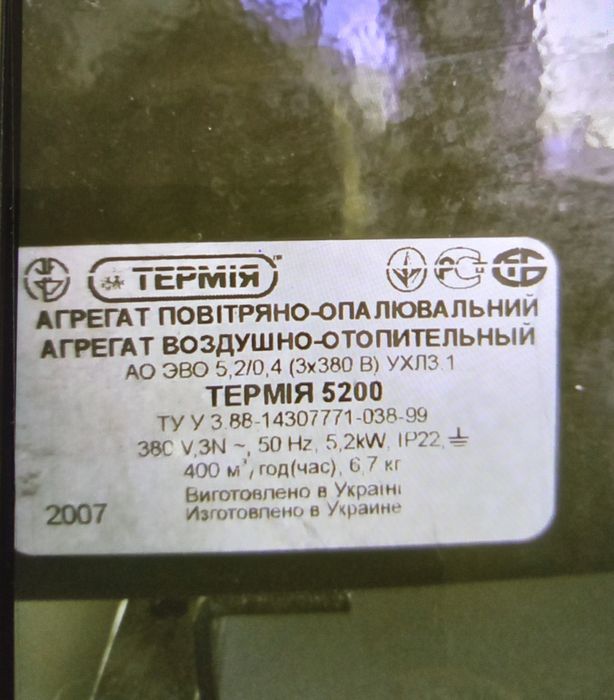 ТЕРМІЯ
АГРЕГАТ ПОВІТРЯНО-ОПАЛЮВАЛЬНИЙ
АГРЕГАТ ВОЗДУШНО-ОТОПИТЕЛЬНЫЙ
АО ЭВО 5,2/0,4 (3х380 В) УХЛ3.1
ТЕРМІЯ 5200
ТУ У 3.88-14307771-038-99
380 V,3N ~, 50 Hz, 5,2kW, IP22,
400 м³/год(час), 6,7 кг
Виготовлено в Україні
2007 Изготовлено в Украине